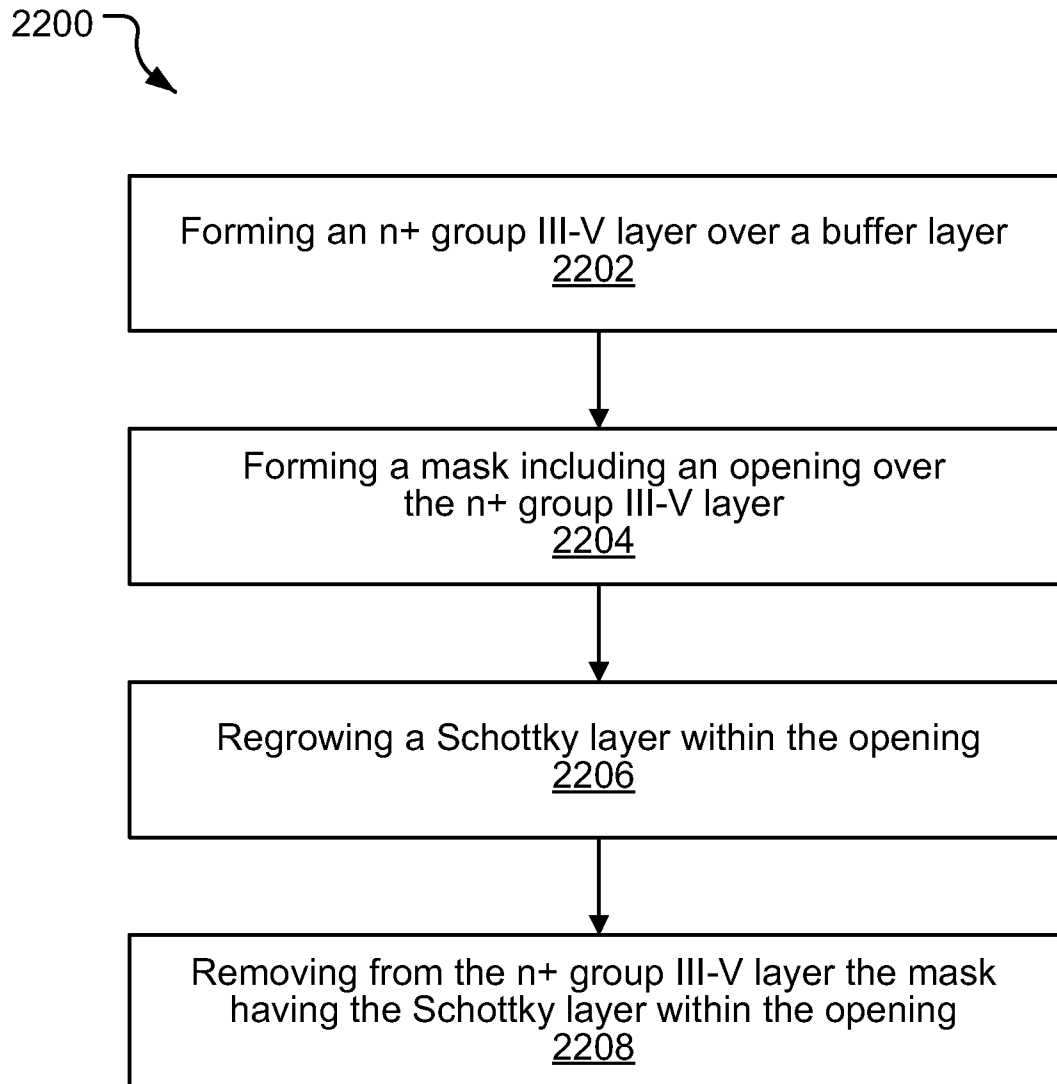 2200
Forming an n+ group III-V layer over a buffer layer
2202
Forming a mask including an opening over
the n+ group III-V layer
2204
Regrowing a Schottky layer within the opening
2206
Removing from the n+ group III-V layer the mask
having the Schottky layer within the opening
2208